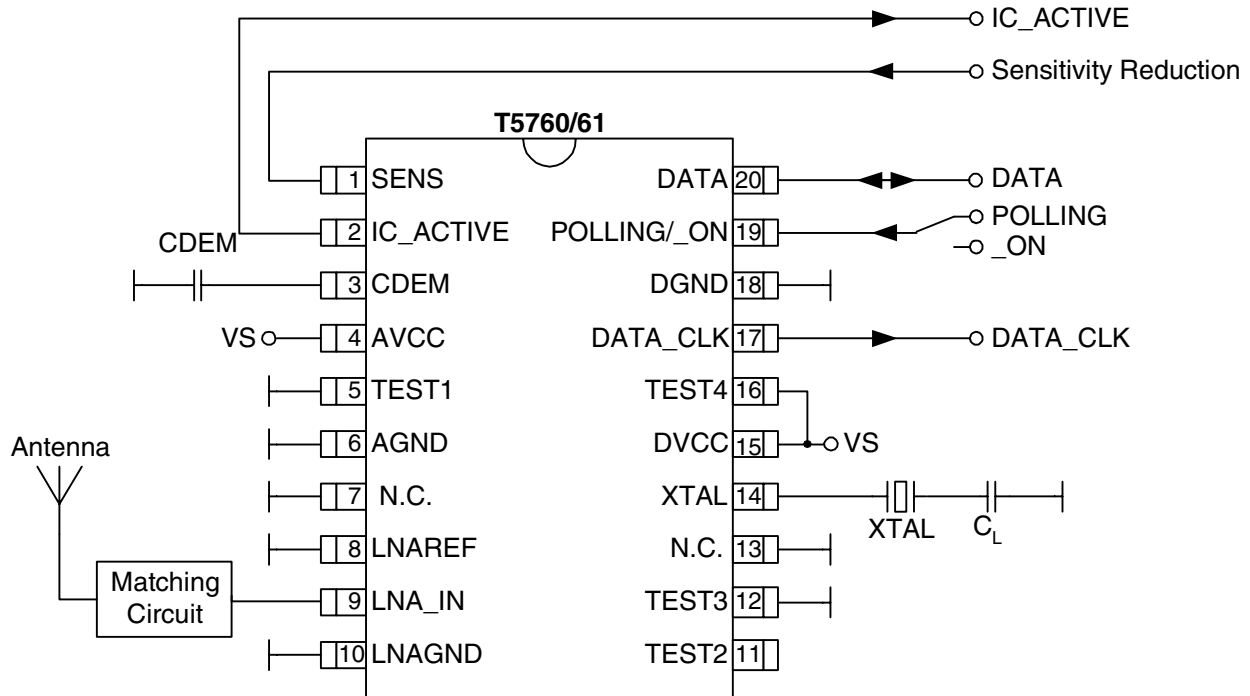 IC_ACTIVE
Sensitivity Reduction
T5760/61
1 SENS
DATA 20
DATA
2 IC_ACTIVE
POLLING/_ON 19
POLLING
_ON
CDEM
3 CDEM
DGND 18
VS
4 AVCC
DATA_CLK 17
DATA_CLK
5 TEST1
TEST4 16
Antenna
6 AGND
DVCC 15
VS
7 N.C.
XTAL 14
XTAL
CL
8 LNAREF
N.C. 13
Matching
Circuit
9 LNA_IN
TEST3 12
10 LNAGND
TEST2 11